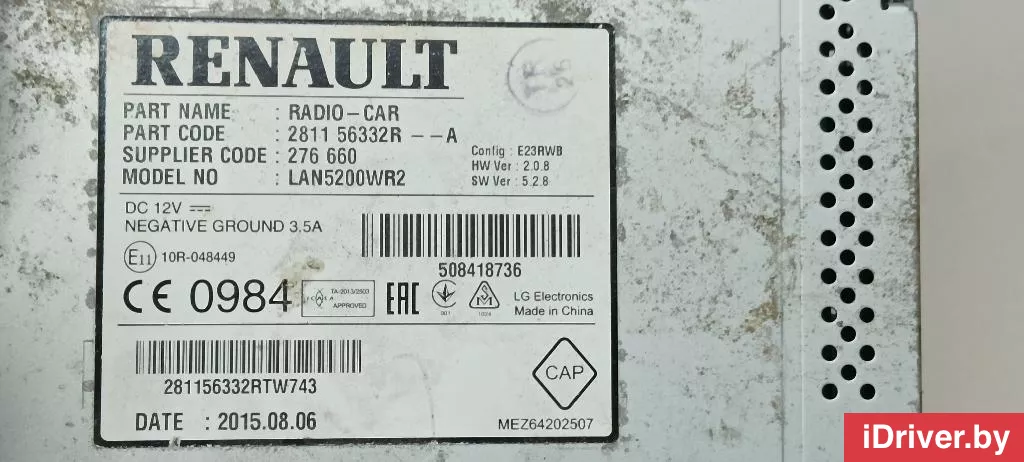 RENAULT
PART NAME : RADIO-CAR
PART CODE : 2811 56332R --A
SUPPLIER CODE : 276 660
MODEL NO : LAN5200WR2
Config : E23RWB
HW Ver : 2.0.8
SW Ver : 5.2.8
DC 12V
NEGATIVE GROUND 3.5A
E11 10R-048449
508418736
CE 0984
ICASA
TA-2013/2503
APPROVED
EAC
001
1024
LG Electronics
Made in China
281156332RTW743
DATE : 2015.08.06
CAP
MEZ64202507
iDriver.by